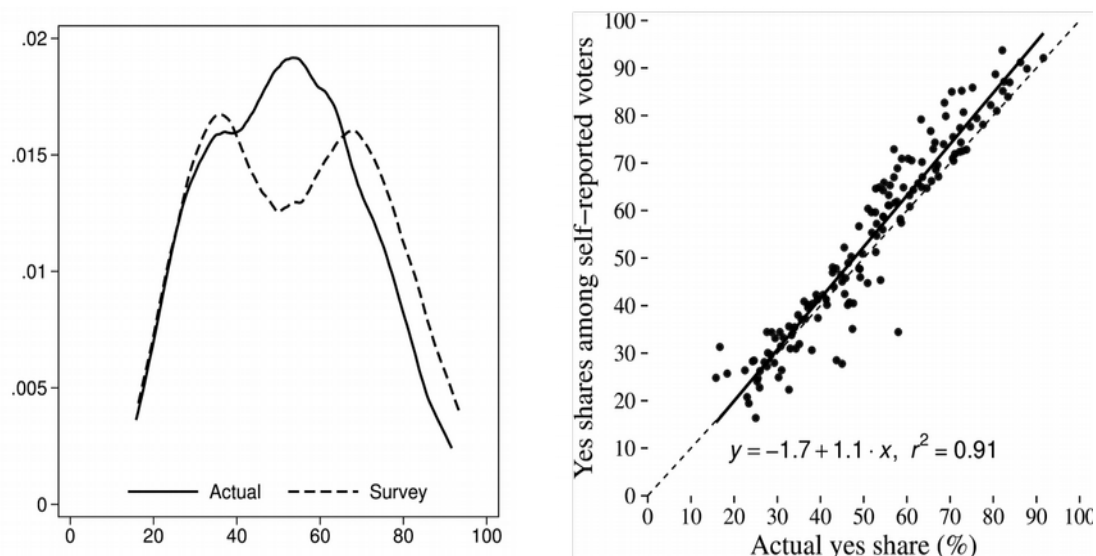 .02
.015
.01
.005
0
Actual Survey
0 20 40 60 80 100
Yes shares among self−reported voters
100
90
80
70
60
50
40
30
20
10
0
y = −1.7 + 1.1 · x, r² = 0.91
0 10 20 30 40 50 60 70 80 90 100
Actual yes share (%)